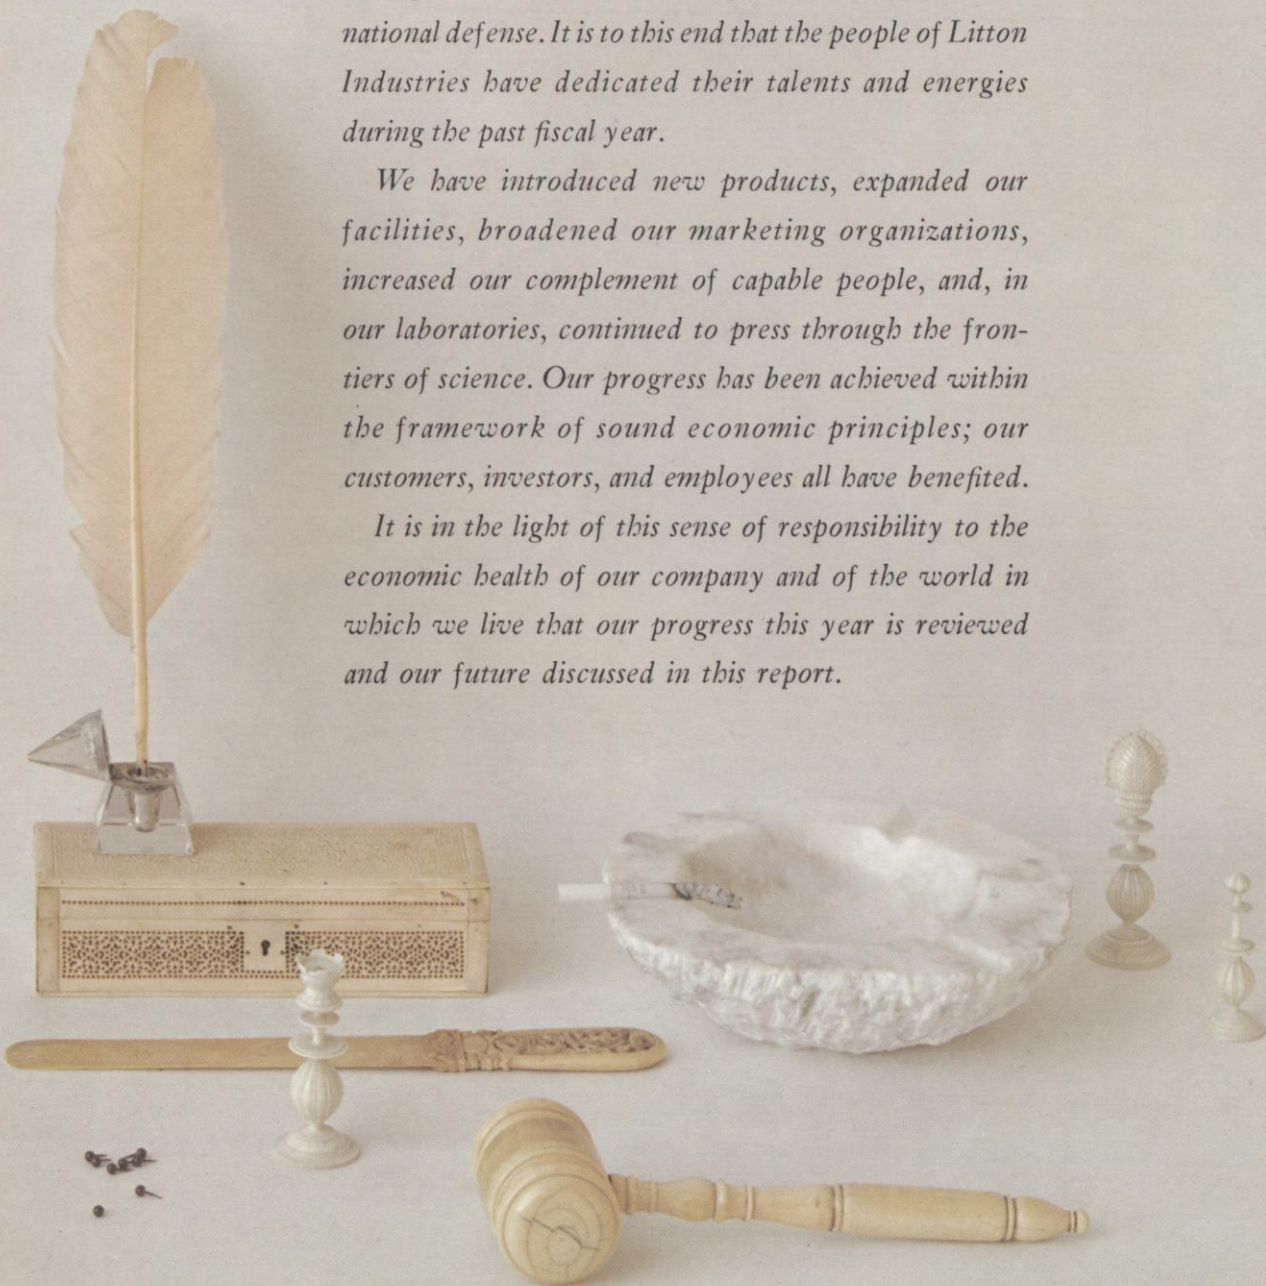 national defense. It is to this end that the people of Litton
Industries have dedicated their talents and energies
during the past fiscal year.
We have introduced new products, expanded our
facilities, broadened our marketing organizations,
increased our complement of capable people, and, in
our laboratories, continued to press through the fron-
tiers of science. Our progress has been achieved within
the framework of sound economic principles; our
customers, investors, and employees all have benefited.
It is in the light of this sense of responsibility to the
economic health of our company and of the world in
which we live that our progress this year is reviewed
and our future discussed in this report.